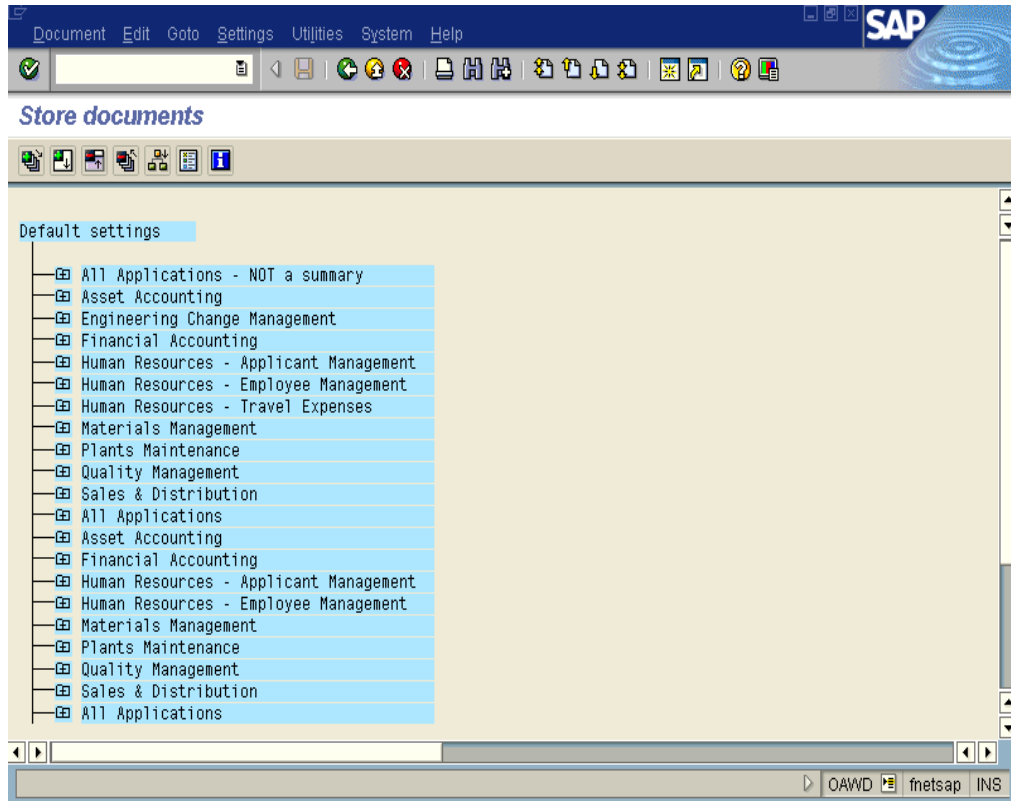 Document Edit Goto Settings Utilities System Help
SAP
Store documents
Default settings
All Applications - NOT a summary
Asset Accounting
Engineering Change Management
Financial Accounting
Human Resources - Applicant Management
Human Resources - Employee Management
Human Resources - Travel Expenses
Materials Management
Plants Maintenance
Quality Management
Sales & Distribution
All Applications
Asset Accounting
Financial Accounting
Human Resources - Applicant Management
Human Resources - Employee Management
Materials Management
Plants Maintenance
Quality Management
Sales & Distribution
All Applications
OAWD fnetsap INS